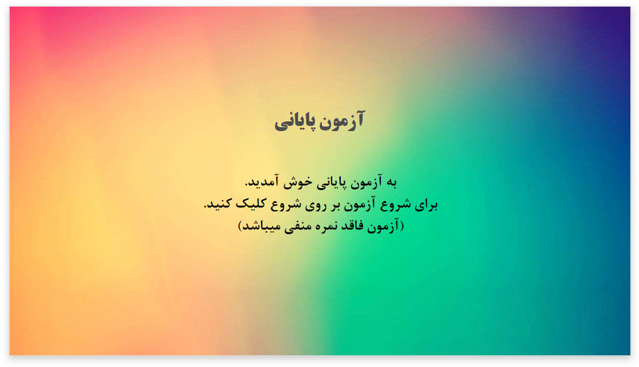 آزمون پایانی
به آزمون پایانی خوش آمدید.
برای شروع آزمون بر روی شروع کلیک کنید.
(آزمون فاقد نمره منفی میباشد)